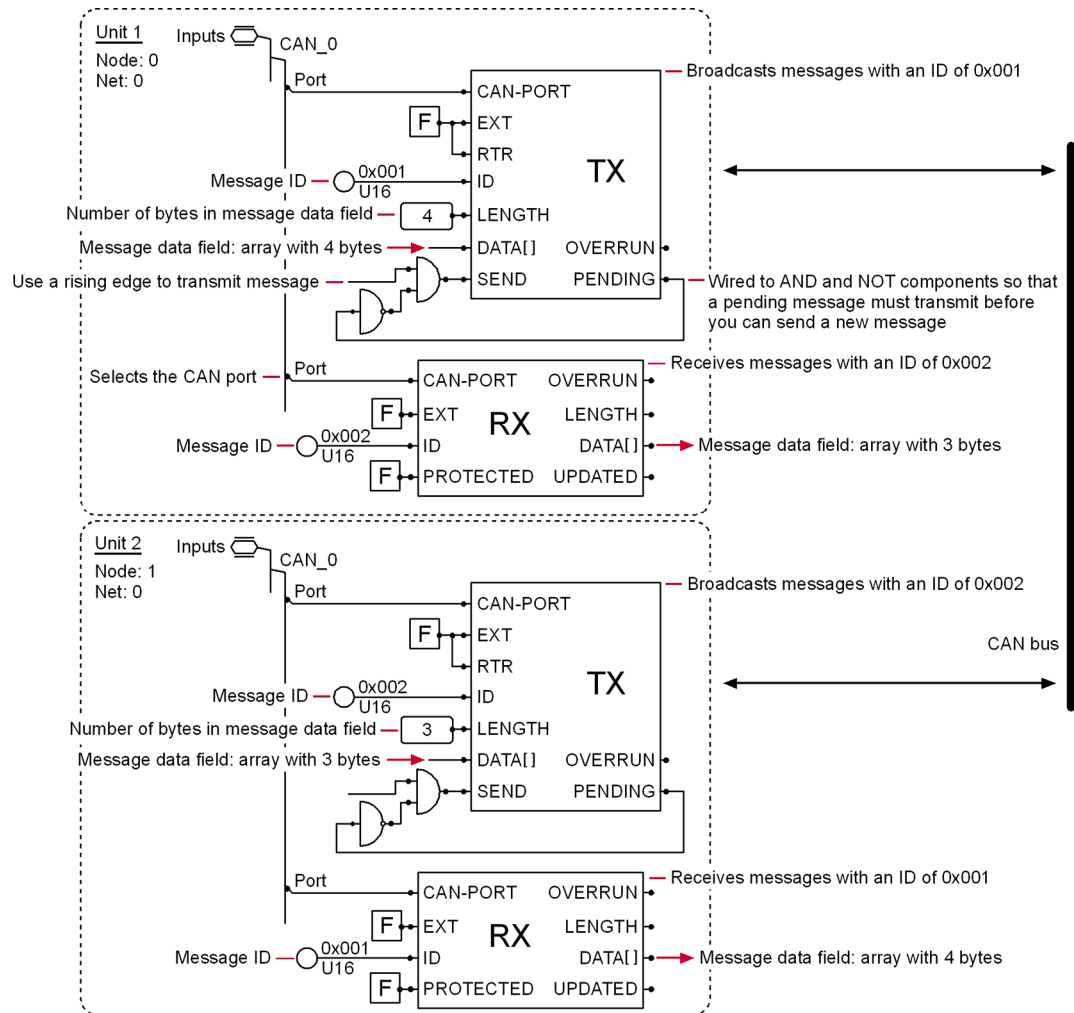 Unit 1
Inputs
CAN_0
Node: 0
Net: 0
Port
Broadcasts messages with an ID of 0x001
CAN-PORT
F
EXT
RTR
TX
Message ID
0x001
U16
ID
Number of bytes in message data field
4
LENGTH
Message data field: array with 4 bytes
DATA[]
OVERRUN
Use a rising edge to transmit message
SEND
PENDING
Wired to AND and NOT components so that
a pending message must transmit before
you can send a new message
Receives messages with an ID of 0x002
Selects the CAN port
Port
CAN-PORT
OVERRUN
F
EXT
RX
LENGTH
Message ID
0x002
U16
ID
DATA[]
Message data field: array with 3 bytes
F
PROTECTED
UPDATED
Unit 2
Inputs
CAN_0
Node: 1
Net: 0
Port
Broadcasts messages with an ID of 0x002
CAN-PORT
F
EXT
RTR
TX
CAN bus
Message ID
0x002
U16
ID
Number of bytes in message data field
3
LENGTH
Message data field: array with 3 bytes
DATA[]
OVERRUN
SEND
PENDING
Receives messages with an ID of 0x001
Port
CAN-PORT
OVERRUN
F
EXT
RX
LENGTH
Message ID
0x001
U16
ID
DATA[]
Message data field: array with 4 bytes
F
PROTECTED
UPDATED